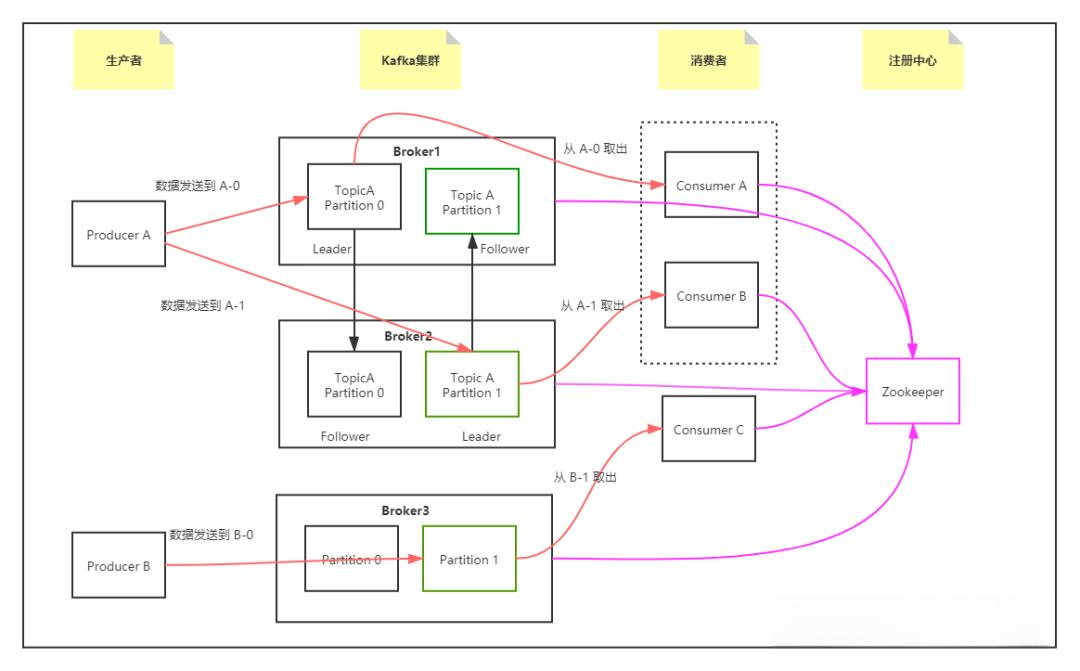 生产者
Kafka集群
消费者
注册中心
Broker1
从 A-0 取出
数据发送到 A-0
TopicA
Partition 0
Topic A
Partition 1
Consumer A
Producer A
Leader
Follower
数据发送到 A-1
从 A-1 取出
Consumer B
Broker2
TopicA
Partition 0
Topic A
Partition 1
Zookeeper
Follower
Leader
Consumer C
从 B-1 取出
Broker3
数据发送到 B-0
Producer B
Partition 0
Partition 1